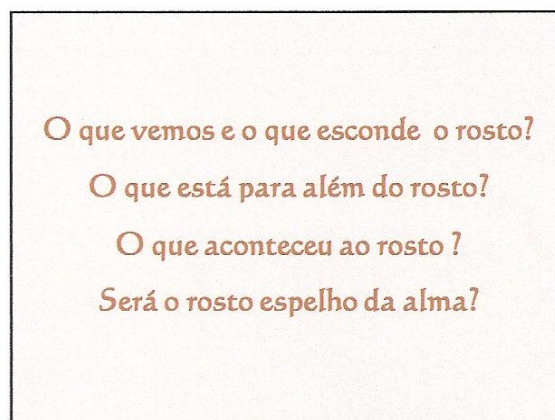 O que vemos e o que esconde o rosto?
O que está para além do rosto?
O que aconteceu ao rosto ?
Será o rosto espelho da alma?